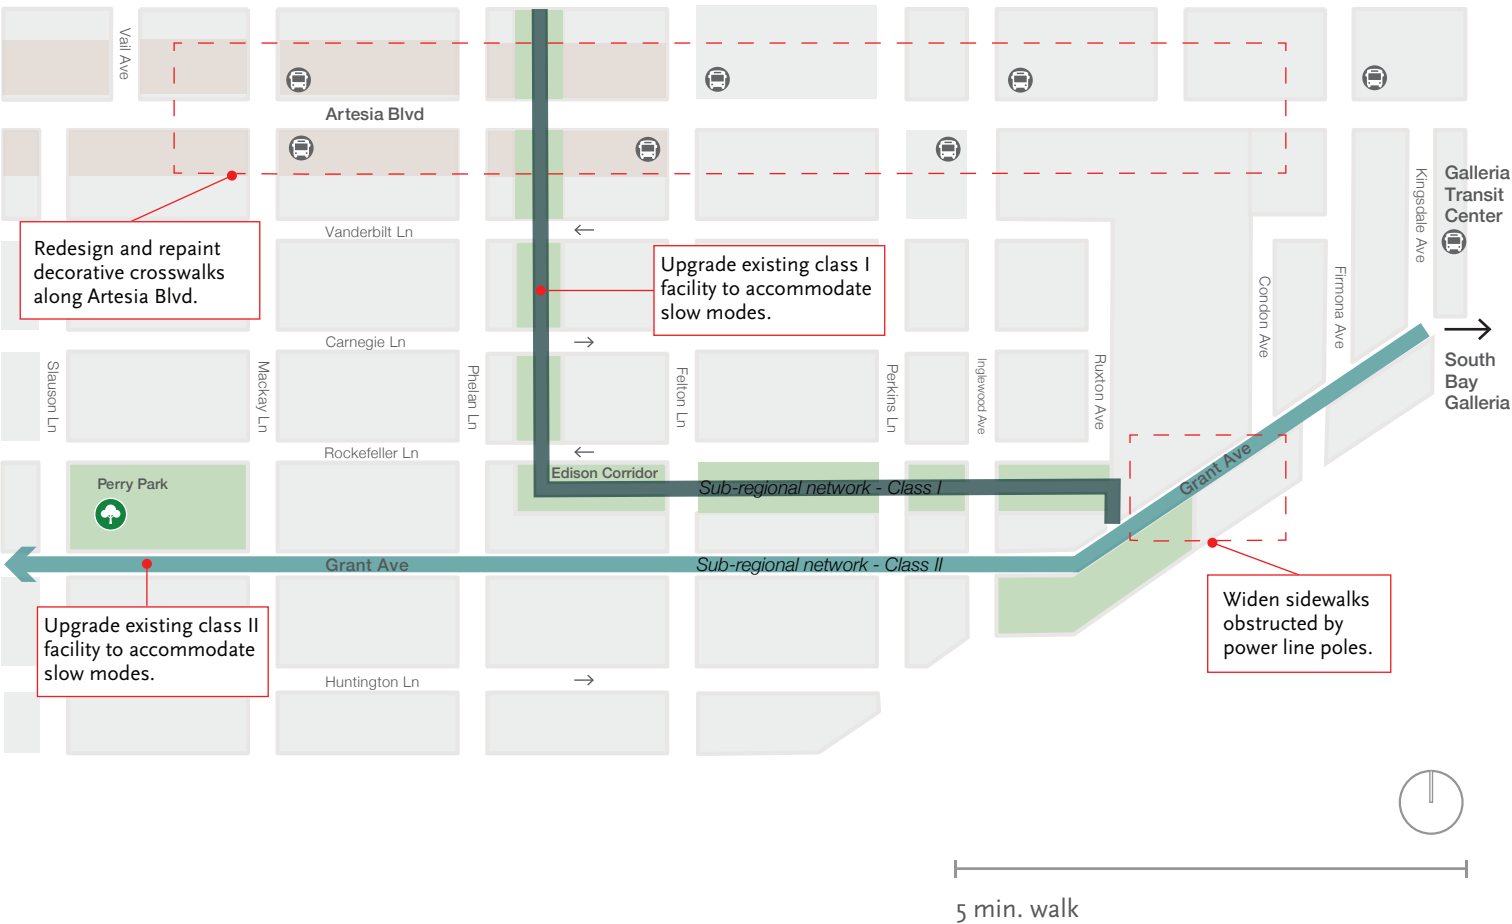 Vail Ave
Artesia Blvd
Kingsdale Ave
Galleria
Transit
Center
Redesign and repaint
decorative crosswalks
along Artesia Blvd.
Vanderbilt Ln
Upgrade existing class I
facility to accommodate
slow modes.
Condon Ave
Firmona Ave
Carnegie Ln
South
Bay
Galleria
Slauson Ln
Mackay Ln
Phelan Ln
Felton Ln
Perkins Ln
Inglewood Ave
Ruxton Ave
Rockefeller Ln
Edison Corridor
Perry Park
Sub-regional network - Class I
Grant Ave
Grant Ave
Sub-regional network - Class II
Upgrade existing class II
facility to accommodate
slow modes.
Widen sidewalks
obstructed by
power line poles.
Huntington Ln
5 min. walk